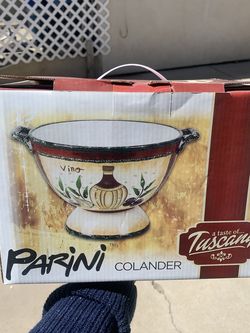 Vino
a taste of
Tuscany
PARINI COLANDER